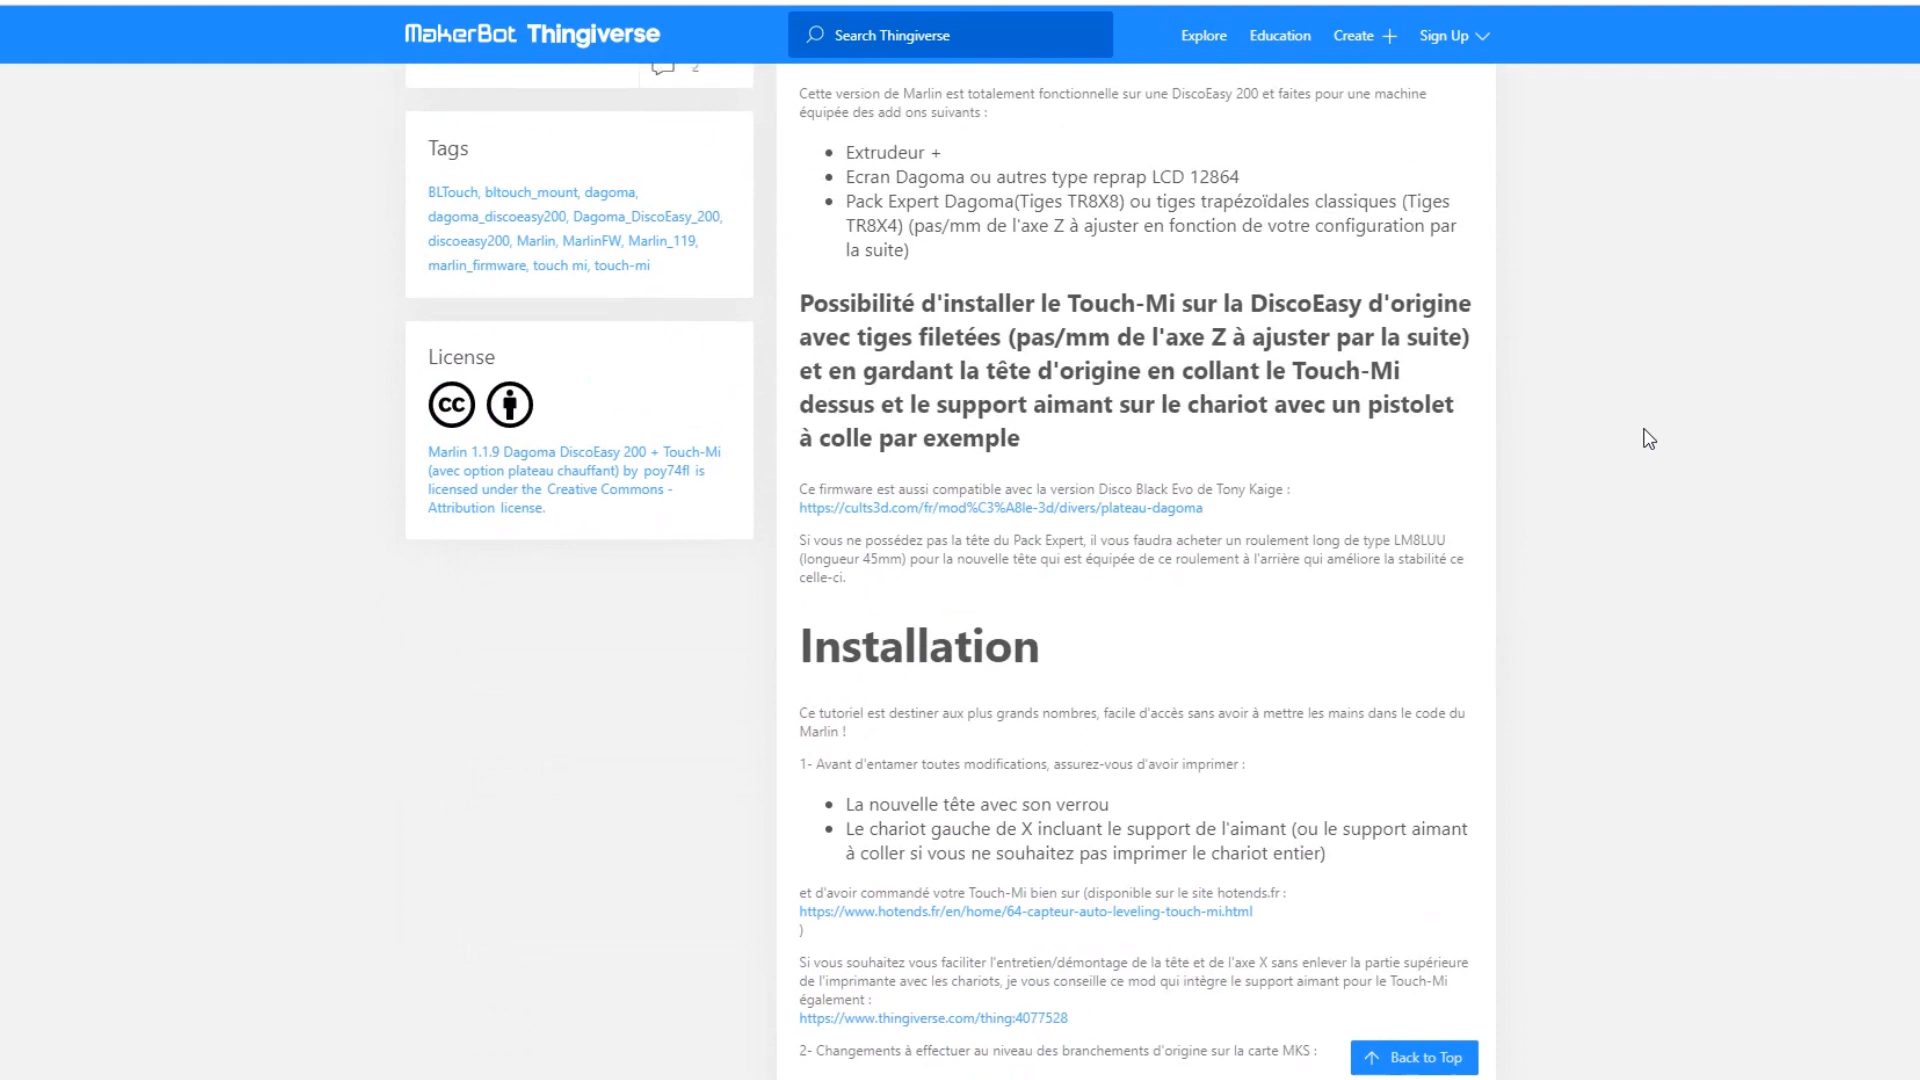 MakerBot Thingiverse
Search Thingiverse
Explore
Education
Create
Sign Up
2
Tags
BLTouch, bltouch_mount, dagoma,
dagoma_discoeasy200, Dagoma_DiscoEasy_200,
discoeasy200, Marlin, MarlinFW, Marlin_119,
marlin_firmware, touch mi, touch-mi
License
CC
Marlin 1.1.9 Dagoma DiscoEasy 200 + Touch-Mi
(avec option plateau chauffant) by poy74fl is
licensed under the Creative Commons -
Attribution license.
Cette version de Marlin est totalement fonctionnelle sur une DiscoEasy 200 et faites pour une machine
équipée des add ons suivants :
Extrudeur +
Ecran Dagoma ou autres type reprap LCD 12864
Pack Expert Dagoma(Tiges TR8X8) ou tiges trapézoïdales classiques (Tiges
TR8X4) (pas/mm de l'axe Z à ajuster en fonction de votre configuration par
la suite)
Possibilité d'installer le Touch-Mi sur la DiscoEasy d'origine
avec tiges filetées (pas/mm de l'axe Z à ajuster par la suite)
et en gardant la tête d'origine en collant le Touch-Mi
dessus et le support aimant sur le chariot avec un pistolet
à colle par exemple
Ce firmware est aussi compatible avec la version Disco Black Evo de Tony Kaige :
https://cults3d.com/fr/mod%C3%A8le-3d/divers/plateau-dagoma
Si vous ne possédez pas la tête du Pack Expert, il vous faudra acheter un roulement long de type LM8LUU
(longueur 45mm) pour la nouvelle tête qui est équipée de ce roulement à l'arrière qui améliore la stabilité ce
celle-ci.
Installation
Ce tutoriel est destiner aux plus grands nombres, facile d'accès sans avoir à mettre les mains dans le code du
Marlin !
1- Avant d'entamer toutes modifications, assurez-vous d'avoir imprimer :
La nouvelle tête avec son verrou
Le chariot gauche de X incluant le support de l'aimant (ou le support aimant
à coller si vous ne souhaitez pas imprimer le chariot entier)
et d'avoir commandé votre Touch-Mi bien sur (disponible sur le site hotends.fr :
https://www.hotends.fr/en/home/64-capteur-auto-leveling-touch-mi.html
)
Si vous souhaitez vous faciliter l'entretien/démontage de la tête et de l'axe X sans enlever la partie supérieure
de l'imprimante avec les chariots, je vous conseille ce mod qui intègre le support aimant pour le Touch-Mi
également :
https://www.thingiverse.com/thing:4077528
2- Changements à effectuer au niveau des branchements d'origine sur la carte MKS :
Back to Top